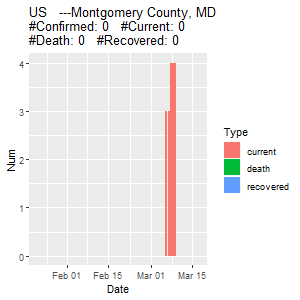 US ---Montgomery County, MD
#Confirmed: 0 #Current: 0
#Death: 0 #Recovered: 0
4
3
2
1
0
Num
Feb 01 Feb 15 Mar 01 Mar 15
Date
Type
current
death
recovered